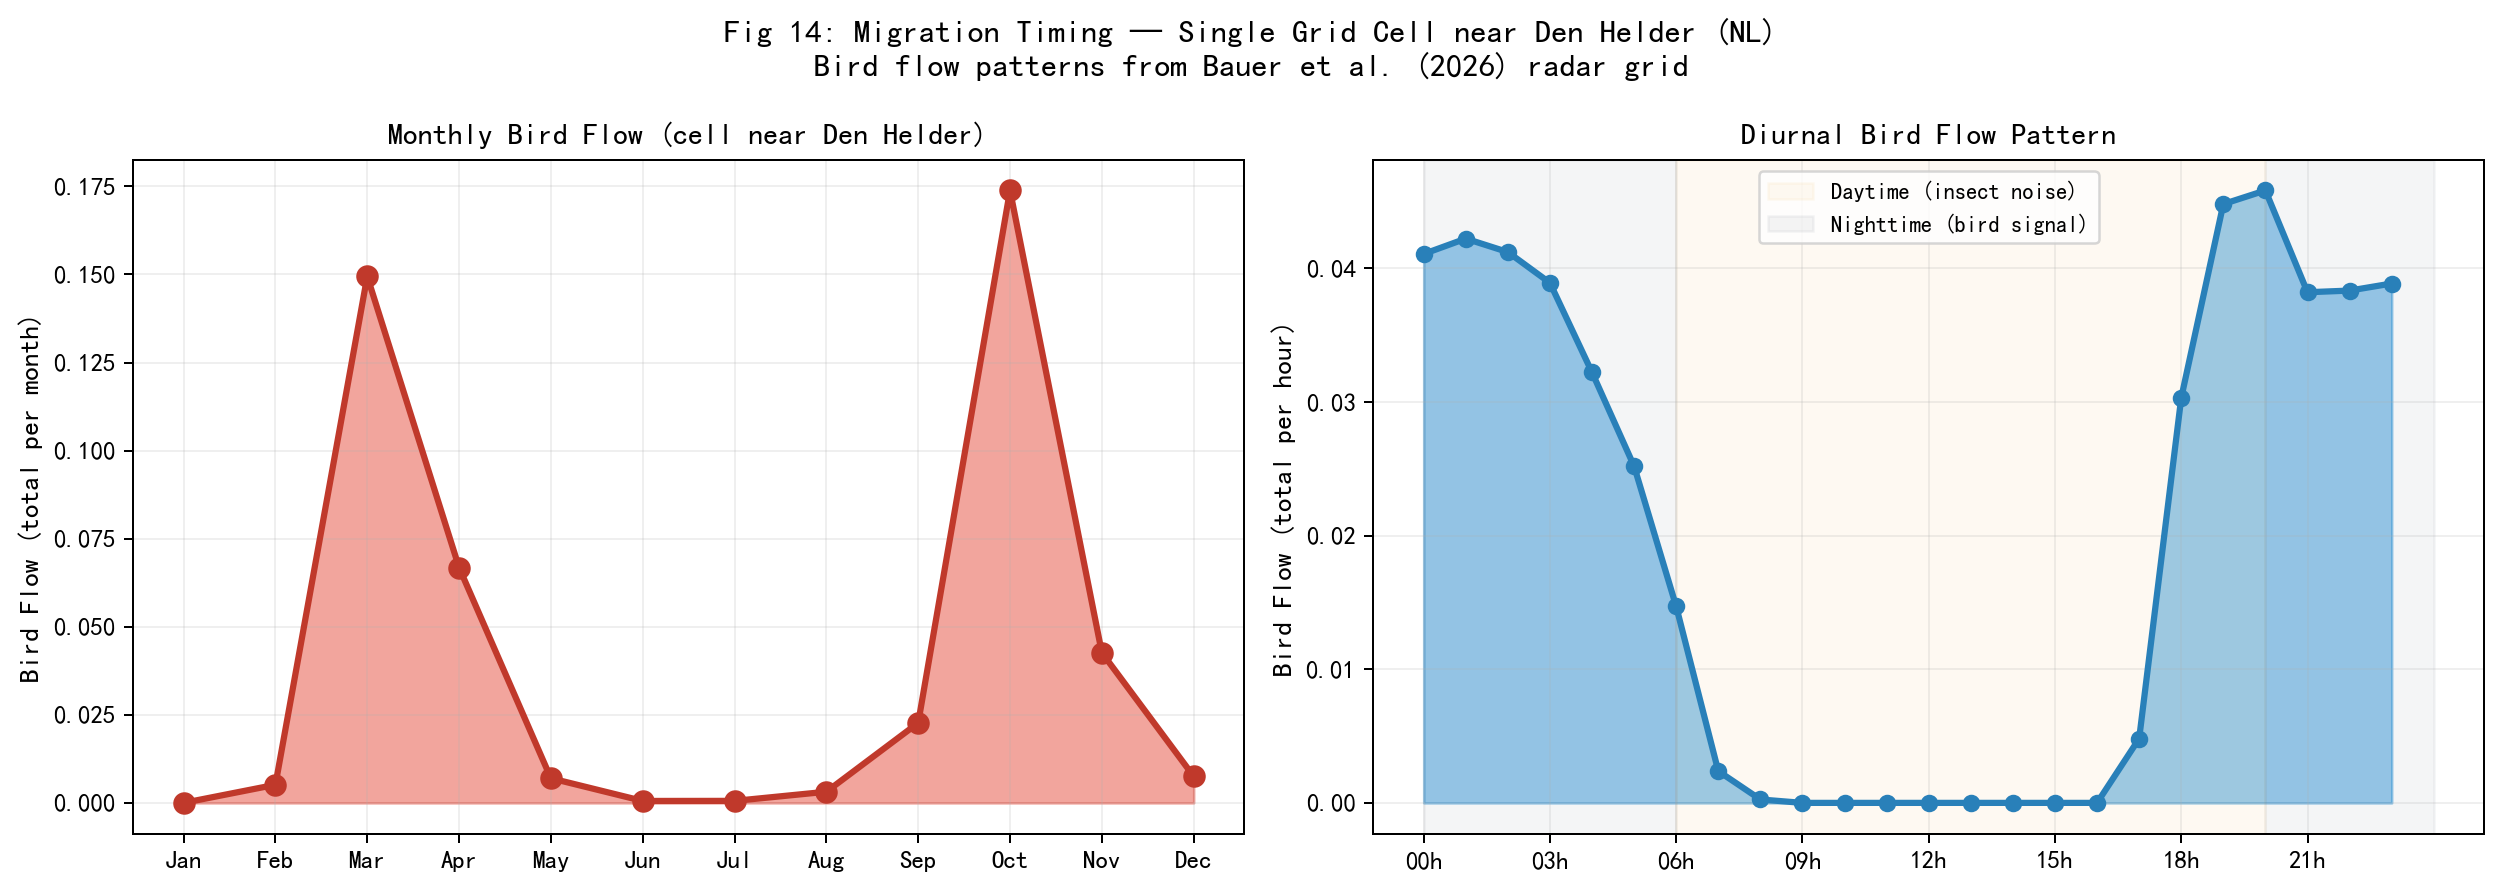 Fig 14: Migration Timing — Single Grid Cell near Den Helder (NL)
Bird flow patterns from Bauer et al. (2026) radar grid
Monthly Bird Flow (cell near Den Helder)
Bird Flow (total per month)
0.175
0.150
0.125
0.100
0.075
0.050
0.025
0.000
Jan Feb Mar Apr May Jun Jul Aug Sep Oct Nov Dec
Diurnal Bird Flow Pattern
Daytime (insect noise)
Nighttime (bird signal)
Bird Flow (total per hour)
0.04
0.03
0.02
0.01
0.00
00h 03h 06h 09h 12h 15h 18h 21h